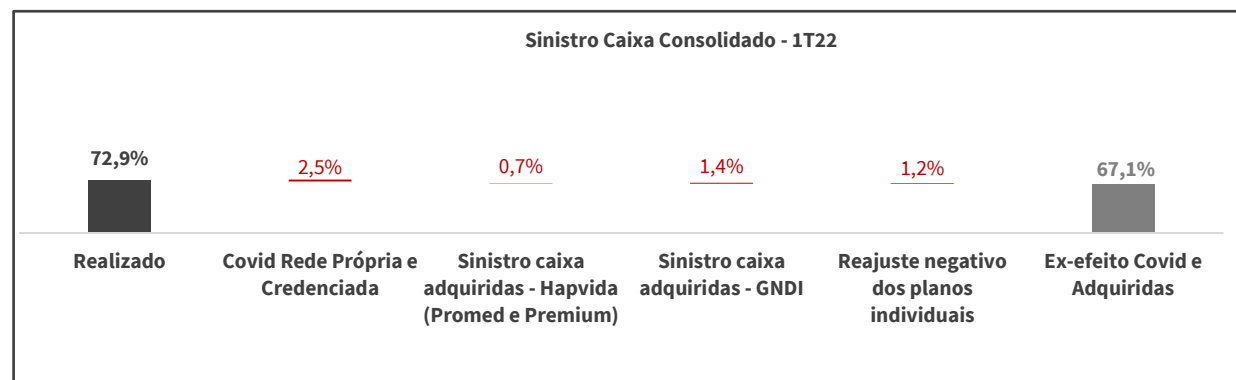 Sinistro Caixa Consolidado - 1T22
72,9%
2,5%
0,7%
1,4%
1,2%
67,1%
Realizado
Covid Rede Própria e
Credenciada
Sinistro caixa
adquiridas - Hapvida
(Promed e Premium)
Sinistro caixa
adquiridas - GNDI
Reajuste negativo
dos planos
individuais
Ex-efeito Covid e
Adquiridas